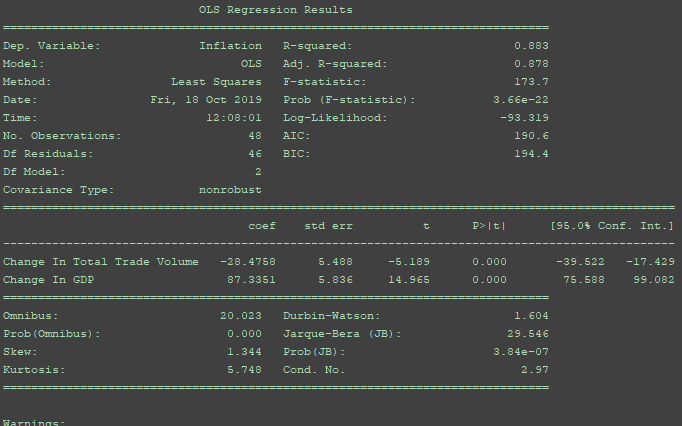 OLS Regression Results
==============================================================================
Dep. Variable: Inflation R-squared: 0.883
Model: OLS Adj. R-squared: 0.878
Method: Least Squares F-statistic: 173.7
Date: Fri, 18 Oct 2019 Prob (F-statistic): 3.66e-22
Time: 12:08:01 Log-Likelihood: -93.319
No. Observations: 48 AIC: 190.6
Df Residuals: 46 BIC: 194.4
Df Model: 2
Covariance Type: nonrobust
================================================================================================
coef std err t P>|t| [95.0% Conf. Int.]
------------------------------------------------------------------------------------------------
Change In Total Trade Volume -28.4758 5.488 -5.189 0.000 -39.522 -17.429
Change In GDP 87.3351 5.836 14.965 0.000 75.588 99.082
==============================================================================
Omnibus: 20.023 Durbin-Watson: 1.604
Prob(Omnibus): 0.000 Jarque-Bera (JB): 29.546
Skew: 1.344 Prob(JB): 3.84e-07
Kurtosis: 5.748 Cond. No. 2.97
==============================================================================
Warnings: